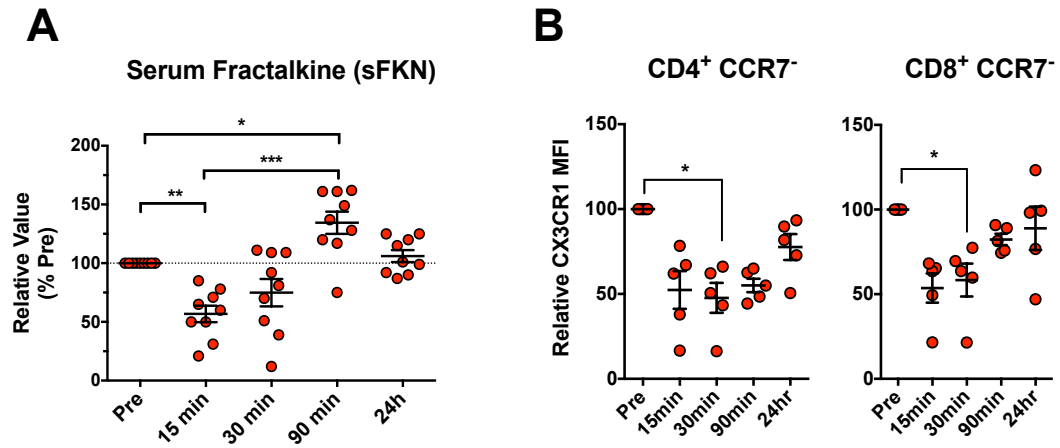 A
Serum Fractalkine (sFKN)
Relative Value
(% Pre)
200
150
100
50
0
*
***
**
Pre
15 min
30 min
90 min
24h
B
CD4⁺ CCR7⁻
Relative CX3CR1 MFI
150
100
50
0
*
Pre
15min
30min
90min
24hr
CD8⁺ CCR7⁻
150
100
50
0
*
Pre
15min
30min
90min
24hr